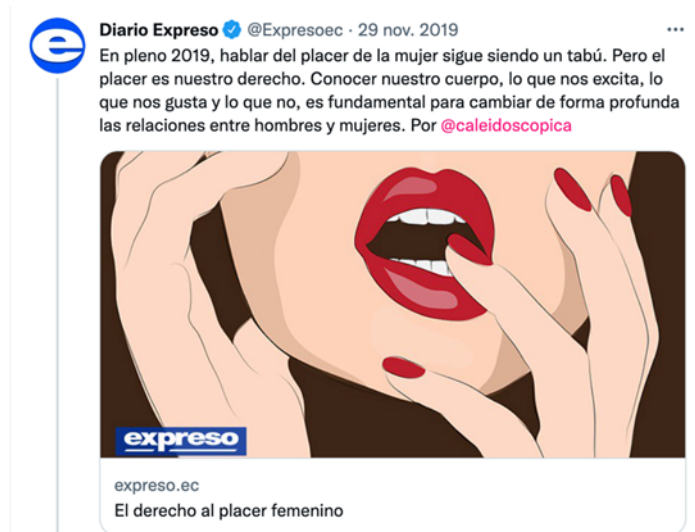 Diario Expreso @Expresoec · 29 nov. 2019
En pleno 2019, hablar del placer de la mujer sigue siendo un tabú. Pero el
placer es nuestro derecho. Conocer nuestro cuerpo, lo que nos excita, lo
que nos gusta y lo que no, es fundamental para cambiar de forma profunda
las relaciones entre hombres y mujeres. Por @caleidoscopica
expreso
expreso.ec
El derecho al placer femenino